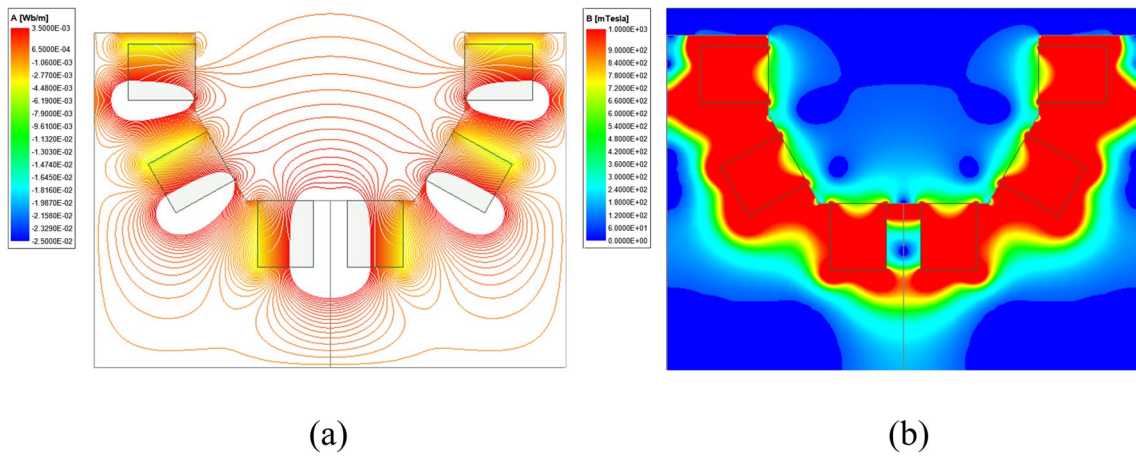 A [Wb/m]
3.5000E-03
6.5000E-04
-1.0600E-03
-2.7700E-03
-4.4800E-03
-6.1900E-03
-7.9000E-03
-9.6100E-03
-1.1320E-02
-1.3030E-02
-1.4740E-02
-1.6450E-02
-1.8160E-02
-1.9870E-02
-2.1580E-02
-2.3290E-02
-2.5000E-02
B [mTesla]
1.0000E+03
9.0000E+02
8.4000E+02
7.8000E+02
7.2000E+02
6.6000E+02
6.0000E+02
5.4000E+02
4.8000E+02
4.2000E+02
3.6000E+02
3.0000E+02
2.4000E+02
1.8000E+02
1.2000E+02
6.0000E+01
0.0000E+00
(a)
(b)